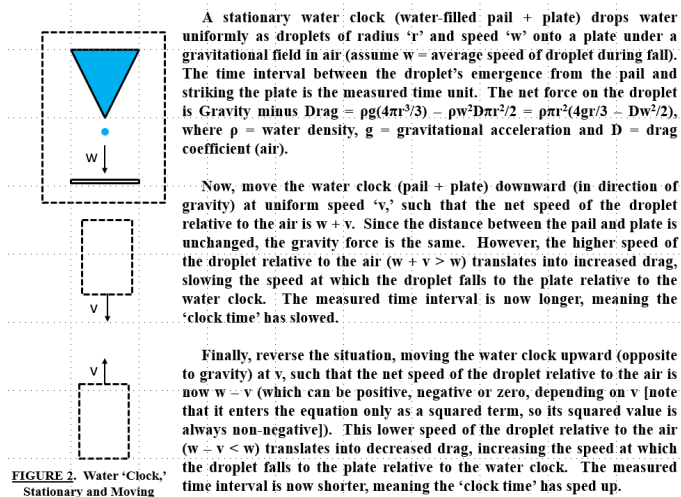 A stationary water clock (water-filled pail + plate) drops water
uniformly as droplets of radius ‘r’ and speed ‘w’ onto a plate under a
gravitational field in air (assume w = average speed of droplet during fall).
The time interval between the droplet’s emergence from the pail and
striking the plate is the measured time unit. The net force on the droplet
is Gravity minus Drag = ρg(4πr³/3) – ρw²Dπr²/2 = ρπr²(4gr/3 – Dw²/2),
where ρ = water density, g = gravitational acceleration and D = drag
coefficient (air).
Now, move the water clock (pail + plate) downward (in direction of
gravity) at uniform speed ‘v,’ such that the net speed of the droplet
relative to the air is w + v. Since the distance between the pail and plate is
unchanged, the gravity force is the same. However, the higher speed of
the droplet relative to the air (w + v > w) translates into increased drag,
slowing the speed at which the droplet falls to the plate relative to the
water clock. The measured time interval is now longer, meaning the
‘clock time’ has slowed.
Finally, reverse the situation, moving the water clock upward (opposite
to gravity) at v, such that the net speed of the droplet relative to the air is
now w – v (which can be positive, negative or zero, depending on v [note
that it enters the equation only as a squared term, so its squared value is
always non-negative]). This lower speed of the droplet relative to the air
(w – v < w) translates into decreased drag, increasing the speed at which
the droplet falls to the plate relative to the water clock. The measured
time interval is now shorter, meaning the ‘clock time’ has sped up.
w
v
v
FIGURE 2. Water ‘Clock,’
Stationary and Moving